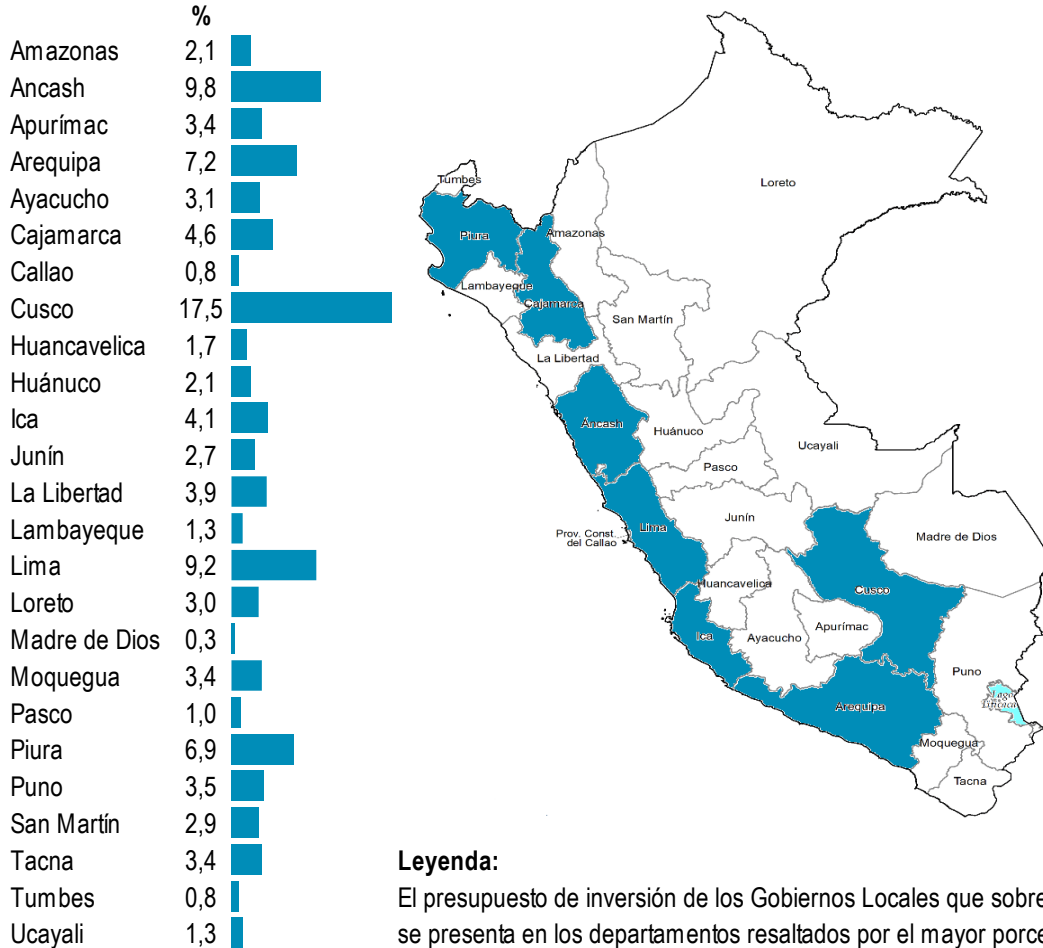 %
Amazonas 2,1
Ancash 9,8
Apurímac 3,4
Arequipa 7,2
Ayacucho 3,1
Cajamarca 4,6
Callao 0,8
Cusco 17,5
Huancavelica 1,7
Huánuco 2,1
Ica 4,1
Junín 2,7
La Libertad 3,9
Lambayeque 1,3
Lima 9,2
Loreto 3,0
Madre de Dios 0,3
Moquegua 3,4
Pasco 1,0
Piura 6,9
Puno 3,5
San Martín 2,9
Tacna 3,4
Tumbes 0,8
Ucayali 1,3
Tumbes
Loreto
Piura
Amazonas
Lambayeque
Cajamarca
San Martín
La Libertad
Áncash
Huánuco
Ucayali
Pasco
Junín
Lima
Prov. Const.
del Callao
Madre de Dios
Huancavelica
Cusco
Ica
Ayacucho
Apurímac
Puno
Lago
Titicaca
Arequipa
Moquegua
Tacna
Leyenda:
El presupuesto de inversión de los Gobiernos Locales que sobre
se presenta en los departamentos resaltados por el mayor porce